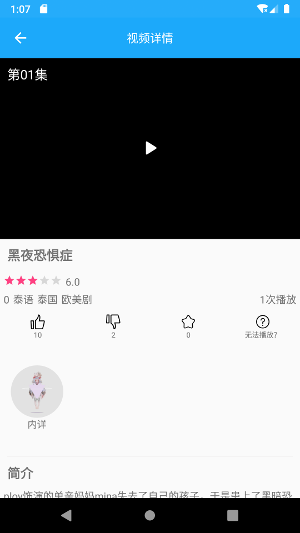 1:07
视频详情
第01集
黑夜恐惧症
6.0
0 泰语 泰国 欧美剧
1次播放
10
2
0
无法播放?
内详
简介
ploy饰演的单亲妈妈mina失去了自己的孩子，于是患上了黑暗恐